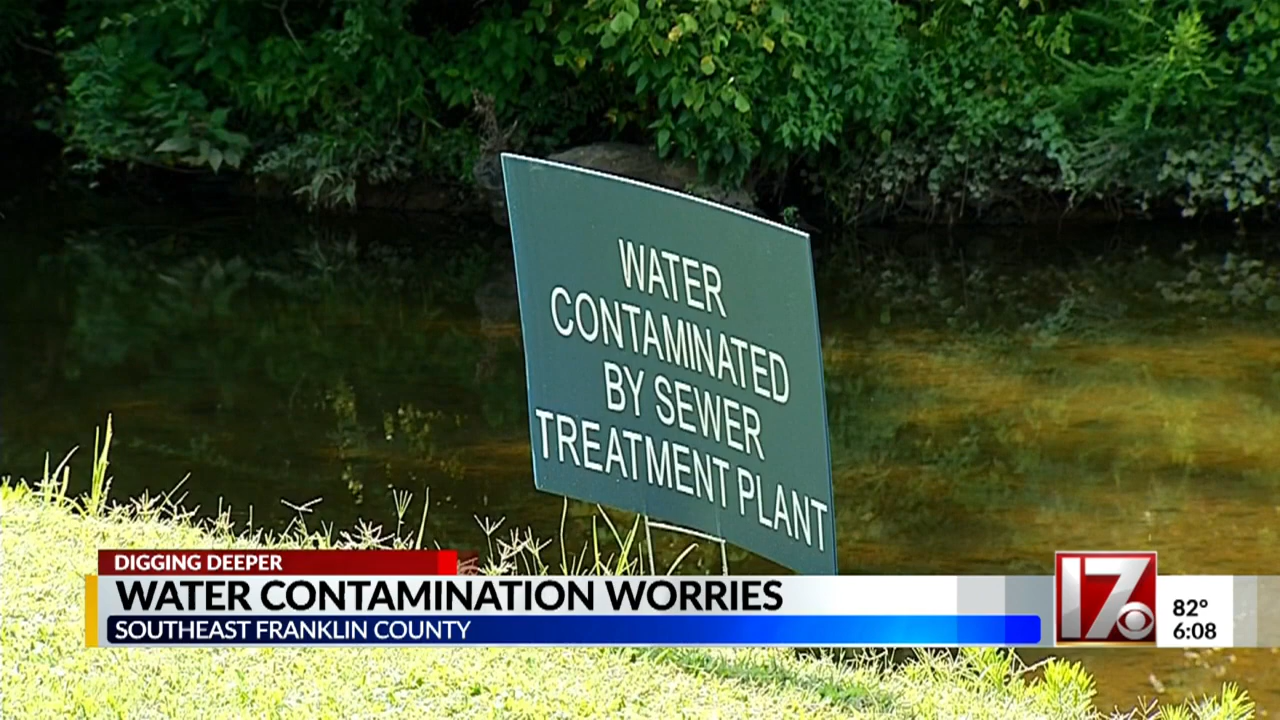 WATER
CONTAMINATED
BY SEWER
TREATMENT PLANT
DIGGING DEEPER
WATER CONTAMINATION WORRIES
SOUTHEAST FRANKLIN COUNTY
17
82°
6:08